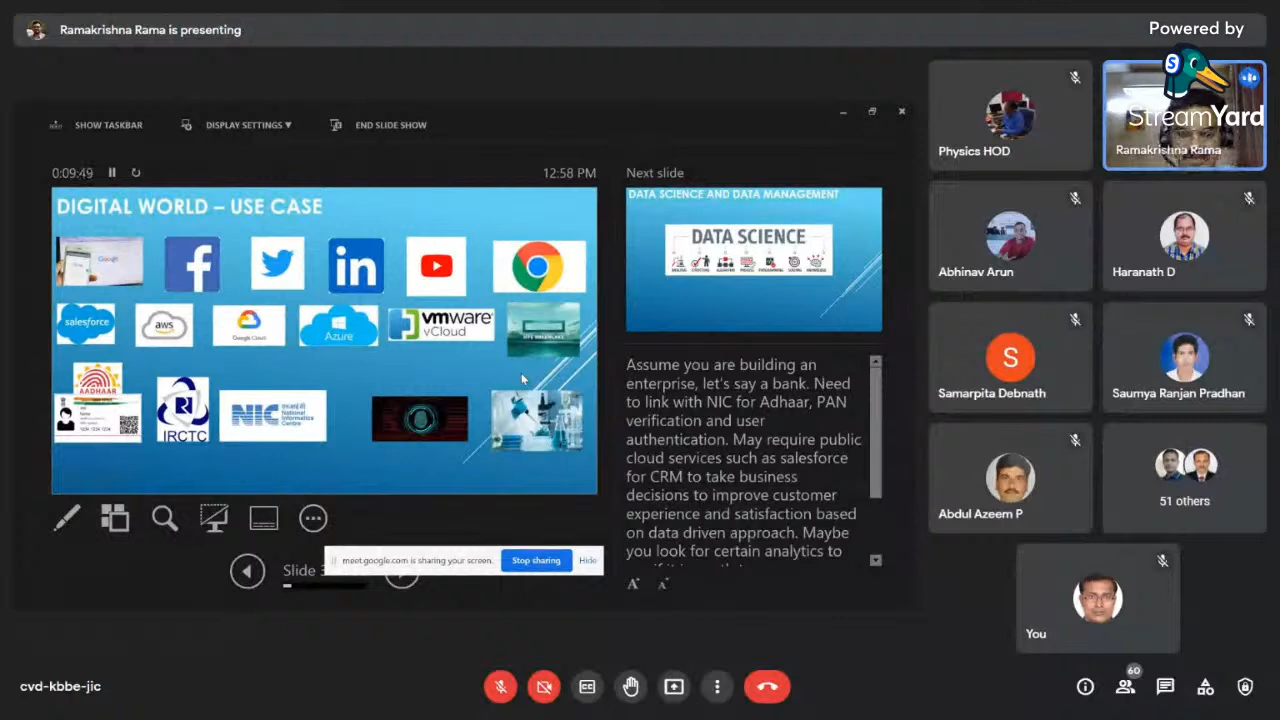 Ramakrishna Rama is presenting
Powered by
StreamYard
SHOW TASKBAR
DISPLAY SETTINGS ▼
END SLIDE SHOW
0:09:49
12:58 PM
DIGITAL WORLD – USE CASE
Google
salesforce
aws
Google Cloud
Azure
vmware
vCloud
AADHAAR
IRCTC
NIC
National
Informatics
Centre
Slide
meet.google.com is sharing your screen.
Stop sharing
Hide
Next slide
DATA SCIENCE AND DATA MANAGEMENT
DATA SCIENCE
Assume you are building an
enterprise, let's say a bank. Need
to link with NIC for Adhaar, PAN
verification and user
authentication. May require public
cloud services such as salesforce
for CRM to take business
decisions to improve customer
experience and satisfaction based
on data driven approach. Maybe
you look for certain analytics to
Physics HOD
Ramakrishna Rama
Abhinav Arun
Haranath D
S
Samarpita Debnath
Saumya Ranjan Pradhan
Abdul Azeem P
51 others
You
cvd-kbbe-jic
60